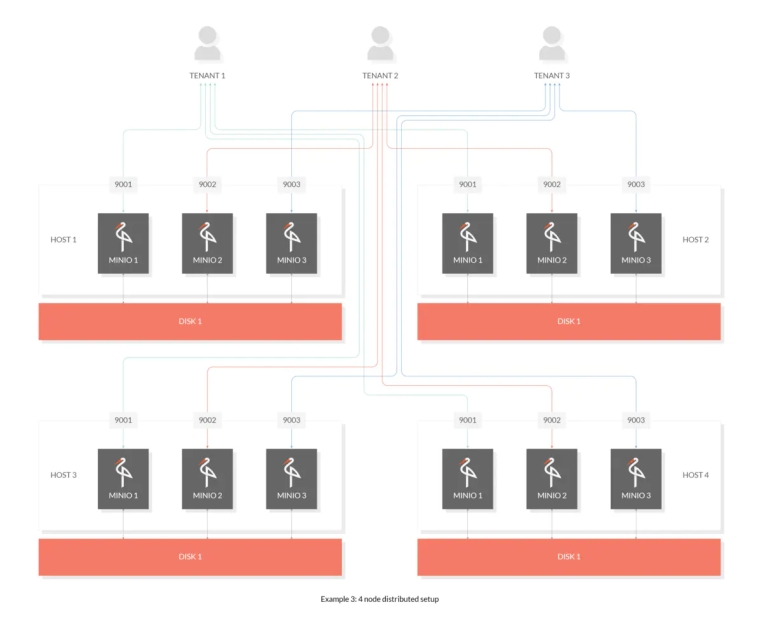 TENANT 1
TENANT 2
TENANT 3
9001
9002
9003
9001
9002
9003
HOST 1
MINIO 1
MINIO 2
MINIO 3
MINIO 1
MINIO 2
MINIO 3
HOST 2
DISK 1
DISK 1
9001
9002
9003
9001
9002
9003
HOST 3
MINIO 1
MINIO 2
MINIO 3
MINIO 1
MINIO 2
MINIO 3
HOST 4
DISK 1
DISK 1
Example 3: 4 node distributed setup